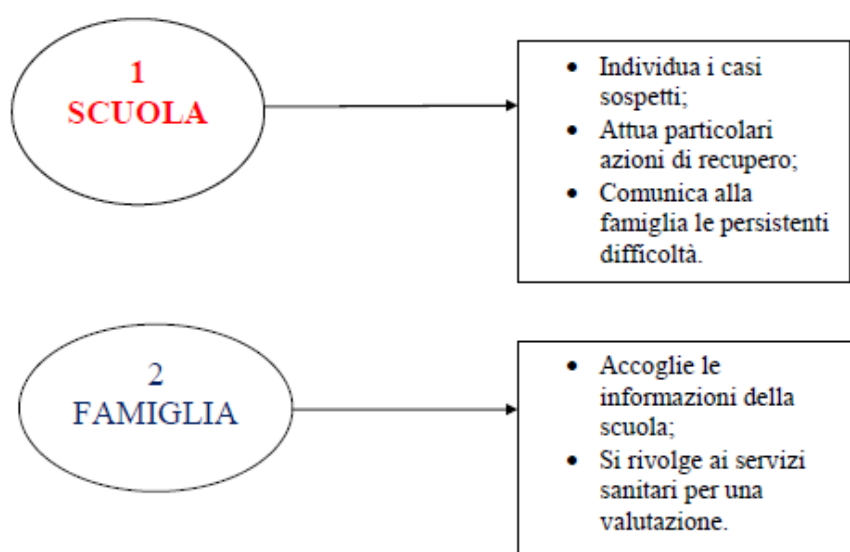 1
SCUOLA
• Individua i casi
sospetti;
• Attua particolari
azioni di recupero;
• Comunica alla
famiglia le persistenti
difficoltà.
2
FAMIGLIA
• Accoglie le
informazioni della
scuola;
• Si rivolge ai servizi
sanitari per una
valutazione.